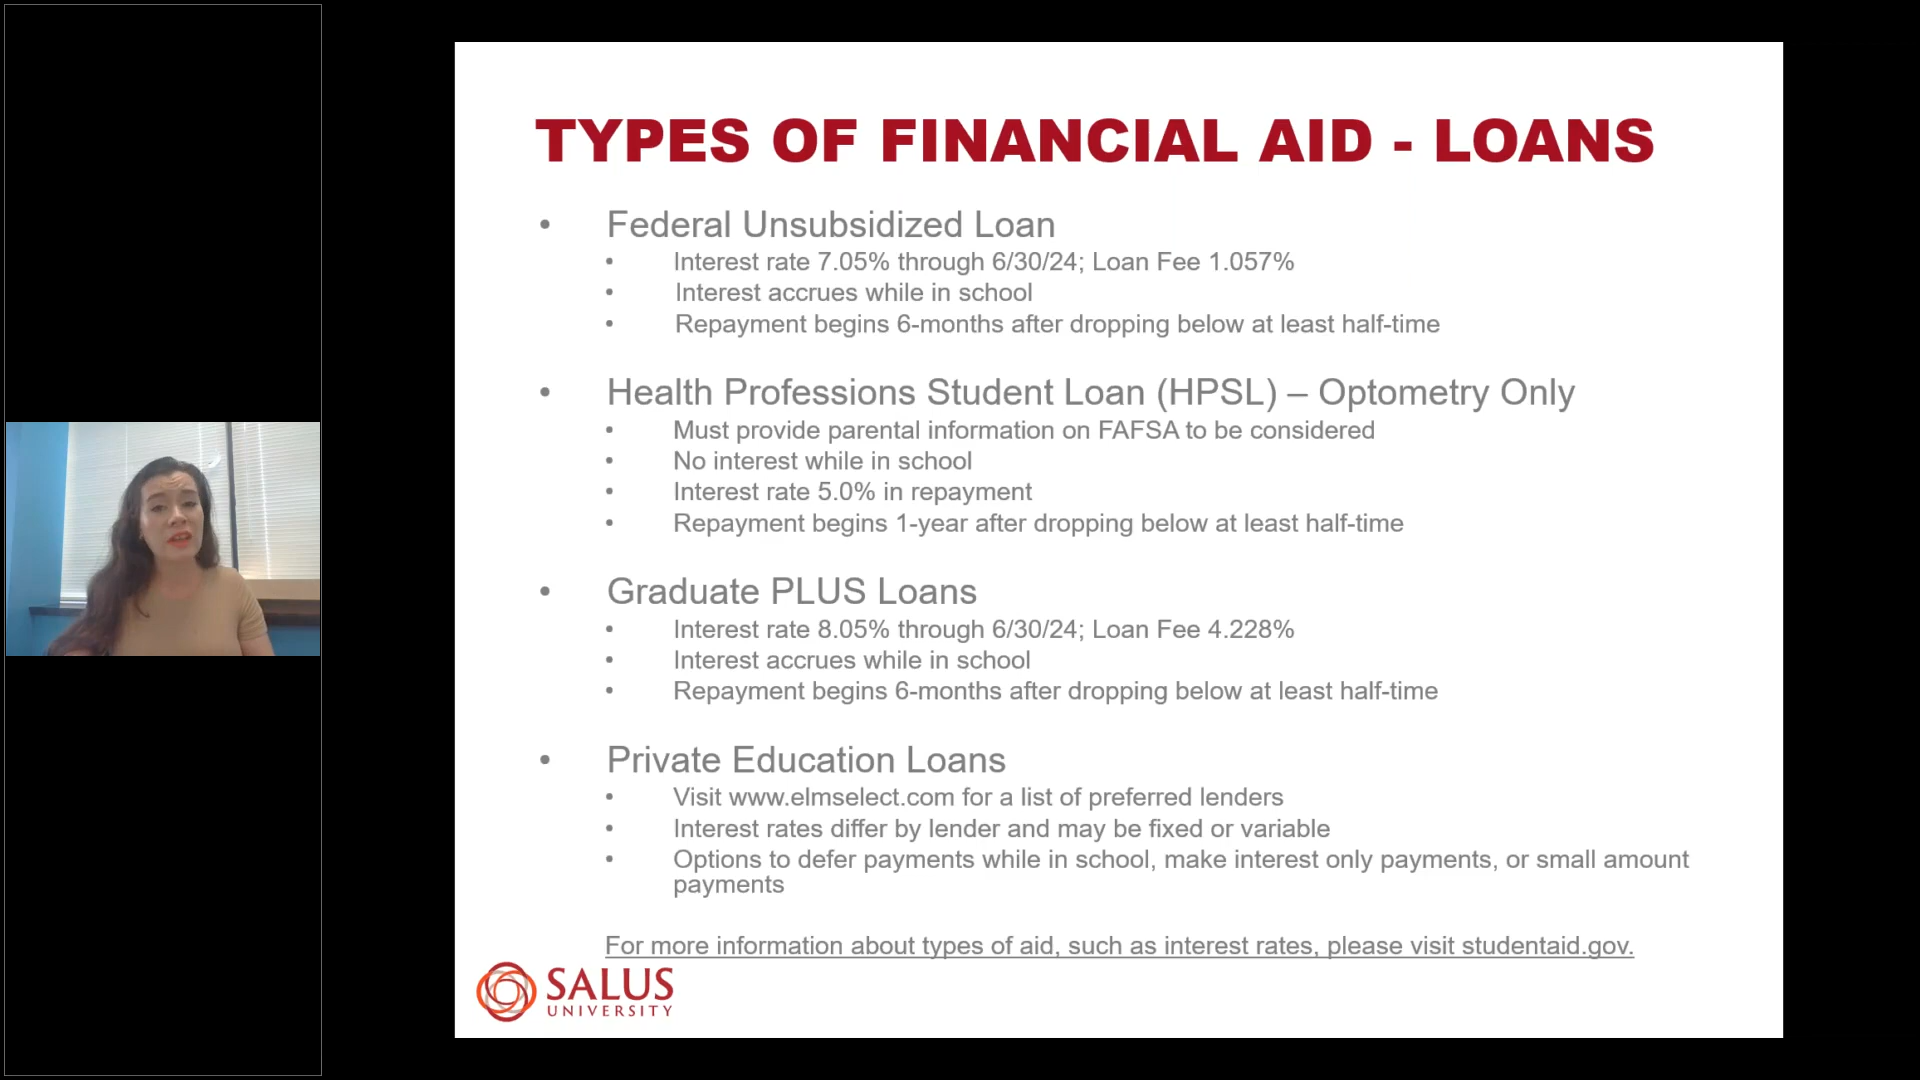 TYPES OF FINANCIAL AID - LOANS
• Federal Unsubsidized Loan
• Interest rate 7.05% through 6/30/24; Loan Fee 1.057%
• Interest accrues while in school
• Repayment begins 6-months after dropping below at least half-time
• Health Professions Student Loan (HPSL) – Optometry Only
• Must provide parental information on FAFSA to be considered
• No interest while in school
• Interest rate 5.0% in repayment
• Repayment begins 1-year after dropping below at least half-time
• Graduate PLUS Loans
• Interest rate 8.05% through 6/30/24; Loan Fee 4.228%
• Interest accrues while in school
• Repayment begins 6-months after dropping below at least half-time
• Private Education Loans
• Visit www.elmselect.com for a list of preferred lenders
• Interest rates differ by lender and may be fixed or variable
• Options to defer payments while in school, make interest only payments, or small amount
payments
For more information about types of aid, such as interest rates, please visit studentaid.gov.
SALUS
UNIVERSITY